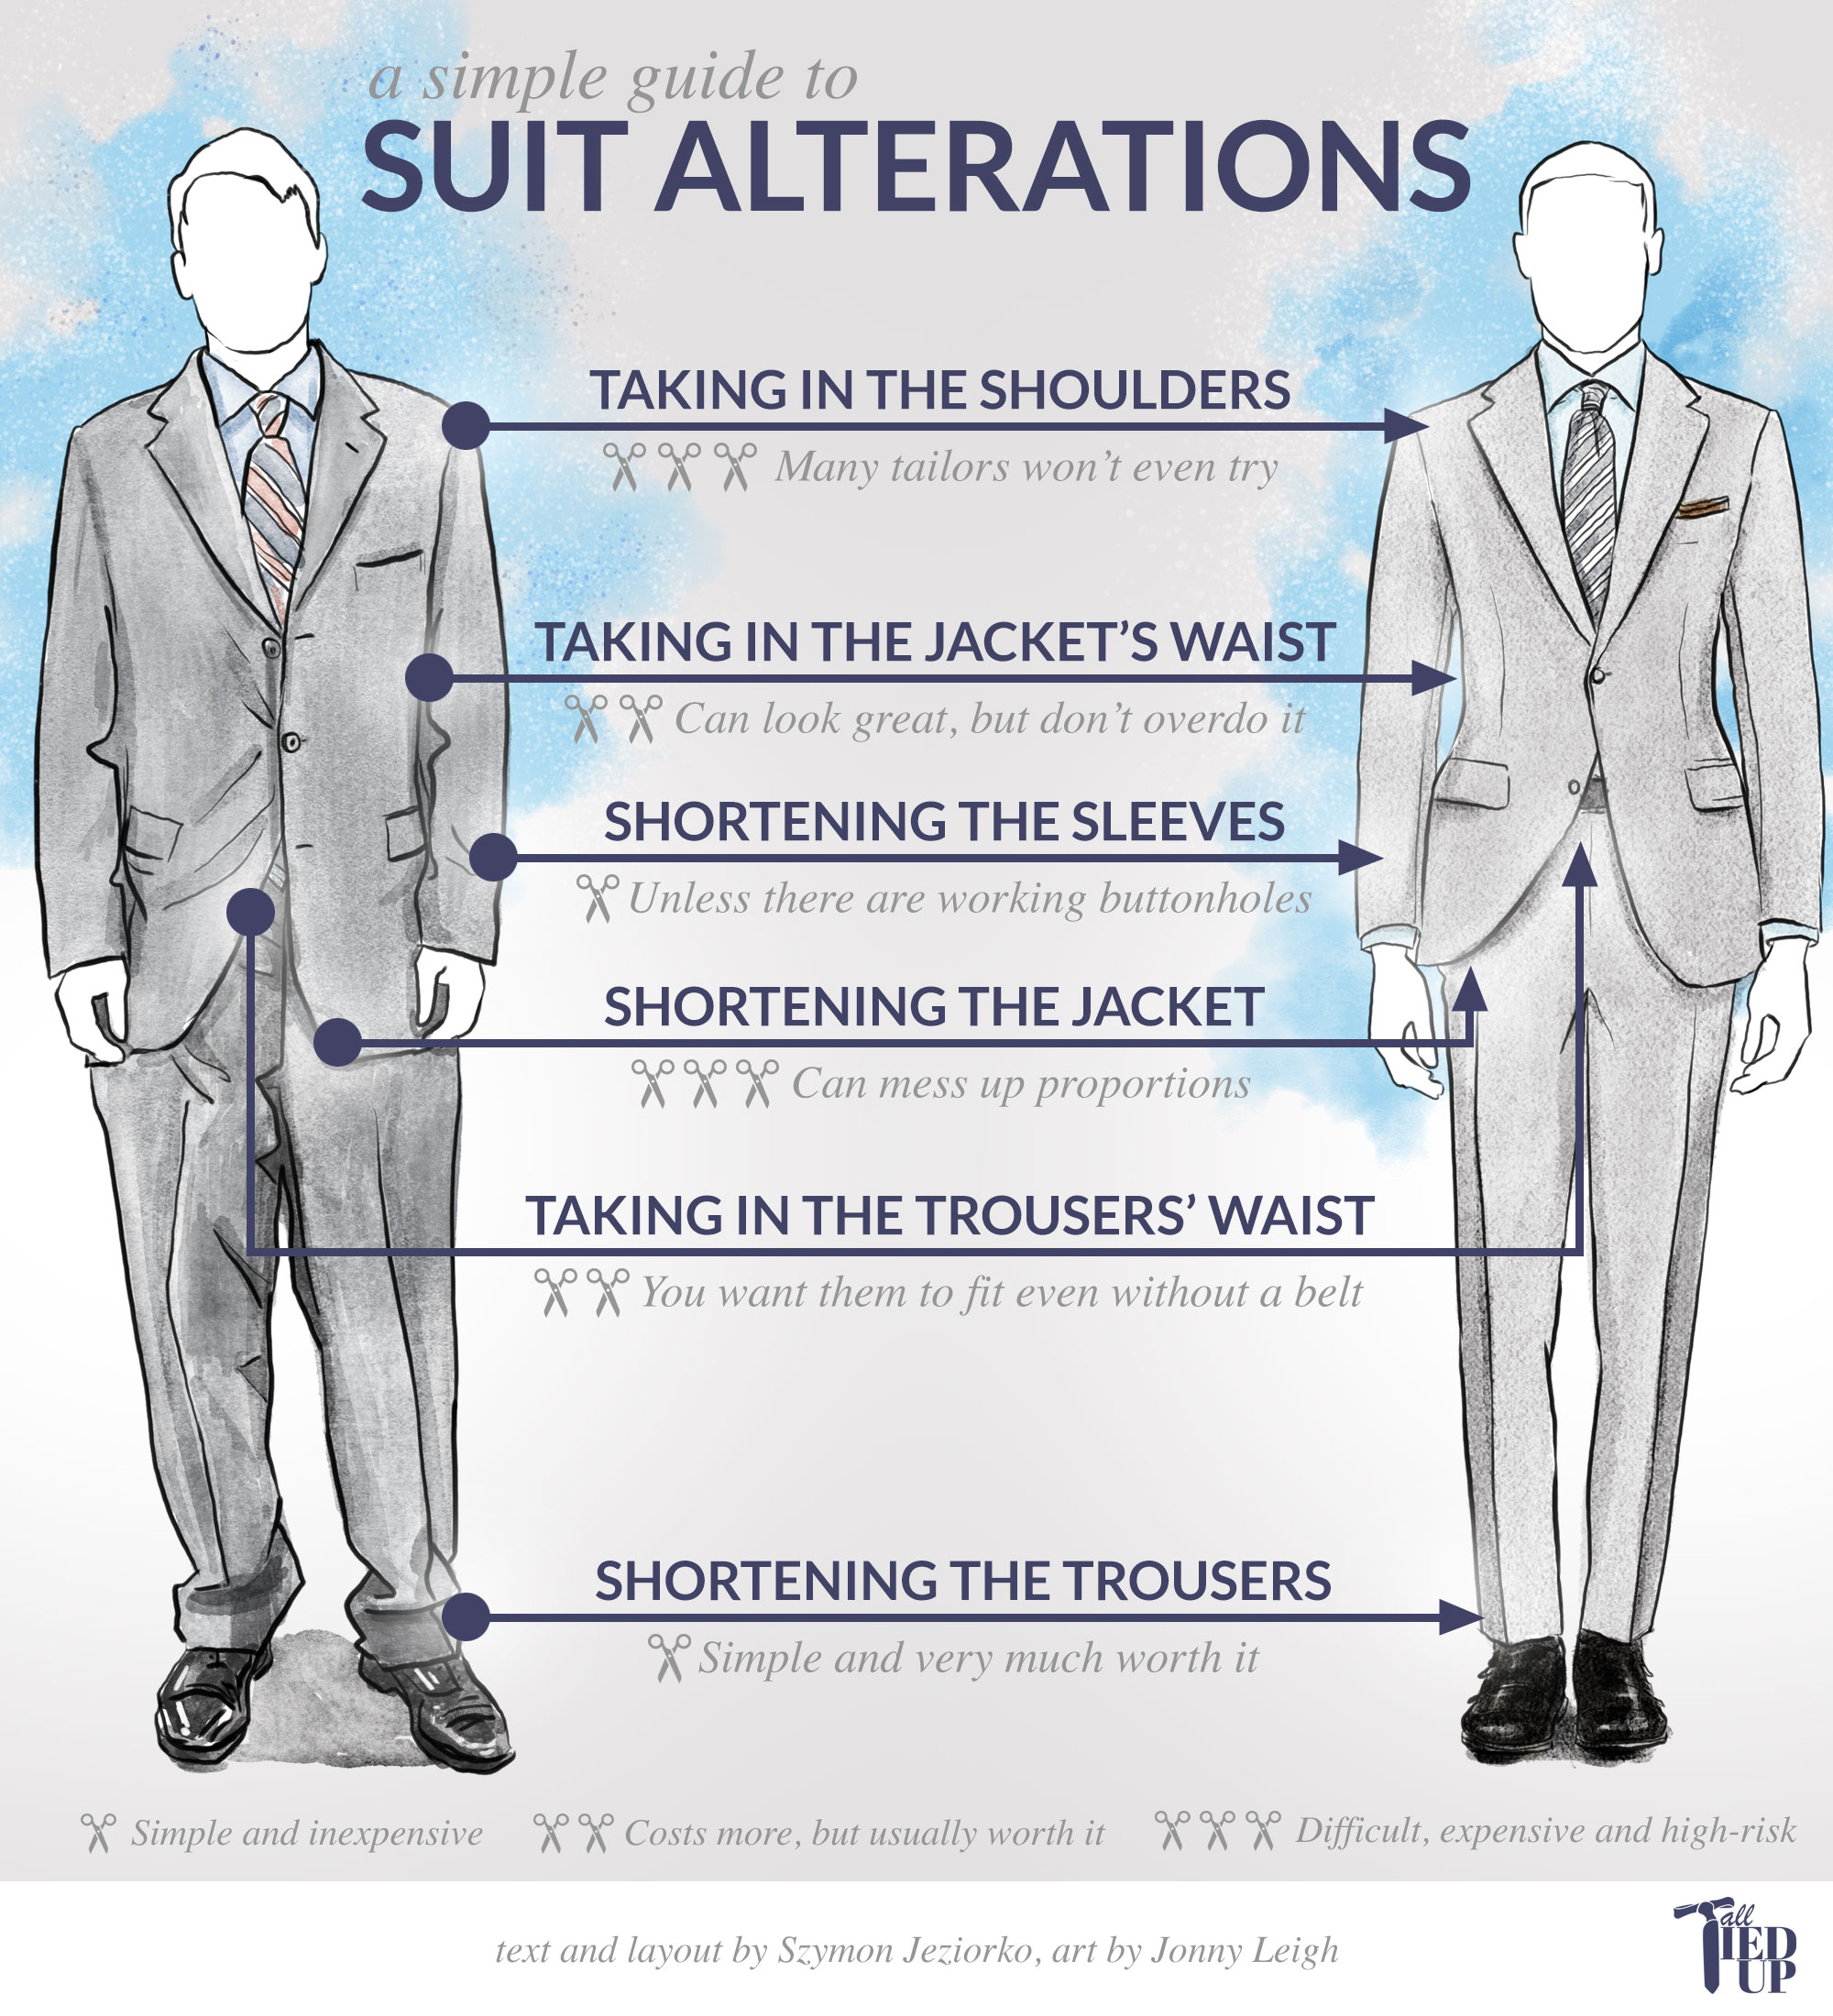 a simple guide to
SUIT ALTERATIONS
TAKING IN THE SHOULDERS
Many tailors won’t even try
TAKING IN THE JACKET’S WAIST
Can look great, but don’t overdo it
SHORTENING THE SLEEVES
Unless there are working buttonholes
SHORTENING THE JACKET
Can mess up proportions
TAKING IN THE TROUSERS’ WAIST
You want them to fit even without a belt
SHORTENING THE TROUSERS
Simple and very much worth it
Simple and inexpensive
Costs more, but usually worth it
Difficult, expensive and high-risk
text and layout by Szymon Jeziorko, art by Jonny Leigh
Tall
TIED
UP